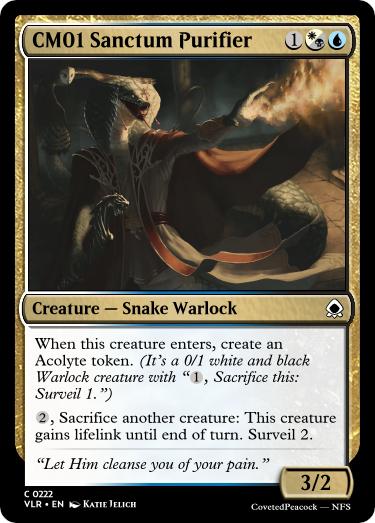 CM01 Sanctum Purifier 1
Creature — Snake Warlock
When this creature enters, create an
Acolyte token. (It's a 0/1 white and black
Warlock creature with “1, Sacrifice this:
Surveil 1.”)
2, Sacrifice another creature: This creature
gains lifelink until end of turn. Surveil 2.
“Let Him cleanse you of your pain.”
3/2
C 0222
VLR • EN Katie Jelich
CovetedPeacock — NFS